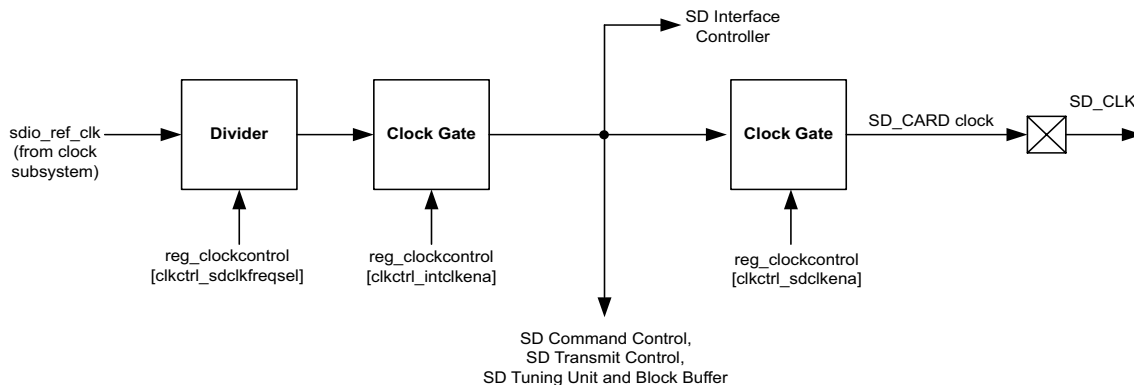 SD Interface
Controller
sdio_ref_clk
(from clock
subsystem)
Divider
Clock Gate
Clock Gate
SD_CARD clock
SD_CLK
reg_clockcontrol
[clkctrl_sdclkfreqsel]
reg_clockcontrol
[clkctrl_intclkena]
reg_clockcontrol
[clkctrl_sdclkena]
SD Command Control,
SD Transmit Control,
SD Tuning Unit and Block Buffer